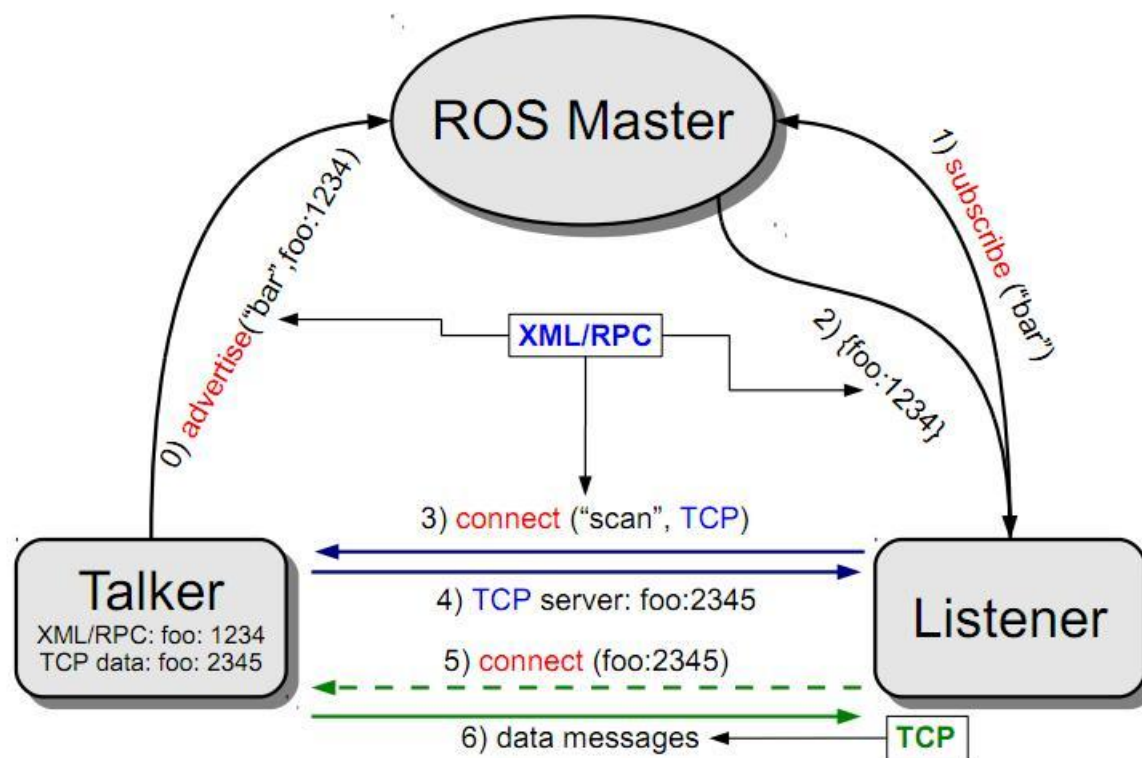 ROS Master
0) advertise(“bar”,foo:1234)
1) subscribe (“bar”)
XML/RPC
2) {foo:1234}
3) connect (“scan”, TCP)
Talker
XML/RPC: foo: 1234
TCP data: foo: 2345
4) TCP server: foo:2345
Listener
5) connect (foo:2345)
6) data messages
TCP